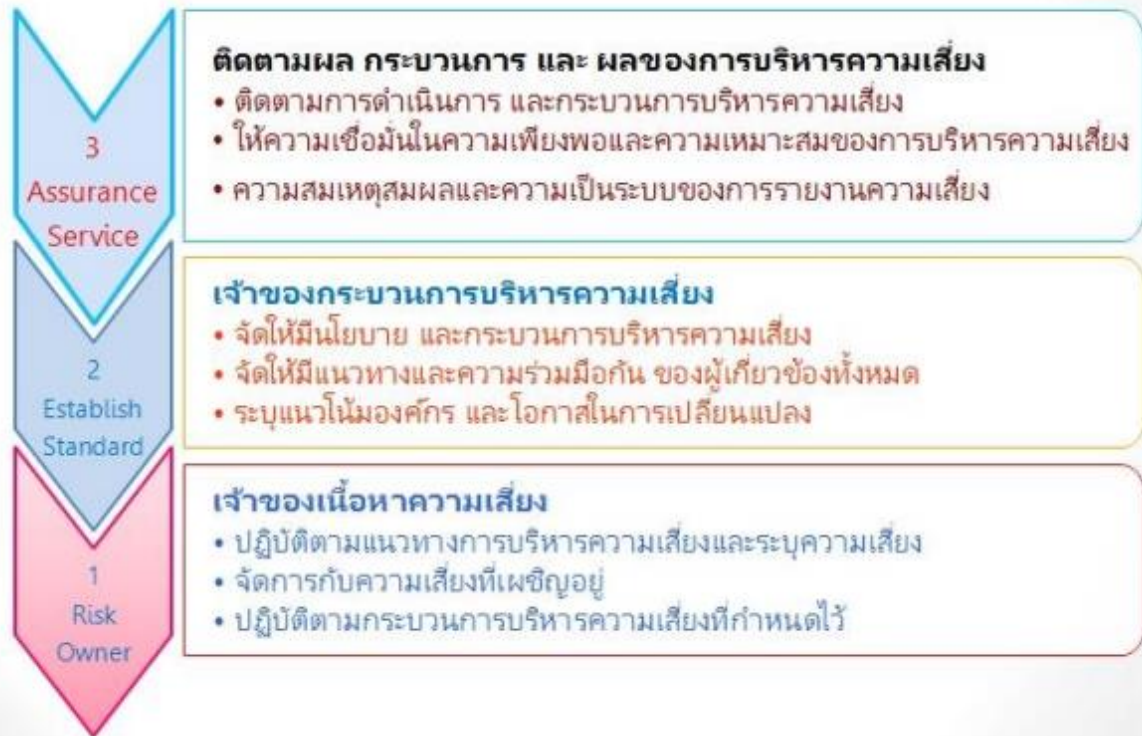 3
Assurance
Service
ติดตามผล กระบวนการ และ ผลของการบริหารความเสี่ยง
• ติดตามการดำเนินการ และกระบวนการบริหารความเสี่ยง
• ให้ความเชื่อมั่นในความเพียงพอและความเหมาะสมของการบริหารความเสี่ยง
• ความสมเหตุสมผลและความเป็นระบบของการรายงานความเสี่ยง
2
Establish
Standard
เจ้าของกระบวนการบริหารความเสี่ยง
• จัดให้มีนโยบาย และกระบวนการบริหารความเสี่ยง
• จัดให้มีแนวทางและความร่วมมือกัน ของผู้เกี่ยวข้องทั้งหมด
• ระบุแนวโน้มองค์กร และโอกาสในการเปลี่ยนแปลง
1
Risk
Owner
เจ้าของเนื้อหาความเสี่ยง
• ปฏิบัติตามแนวทางการบริหารความเสี่ยงและระบุความเสี่ยง
• จัดการกับความเสี่ยงที่เผชิญอยู่
• ปฏิบัติตามกระบวนการบริหารความเสี่ยงที่กำหนดไว้